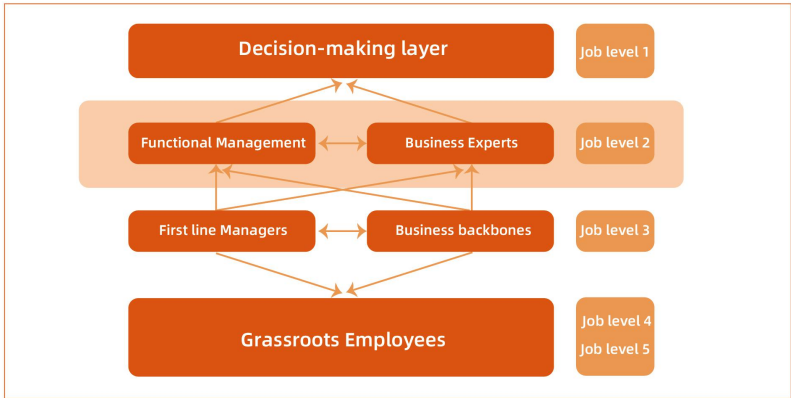 Decision-making layer
Job level 1
Functional Management
Business Experts
Job level 2
First line Managers
Business backbones
Job level 3
Grassroots Employees
Job level 4
Job level 5